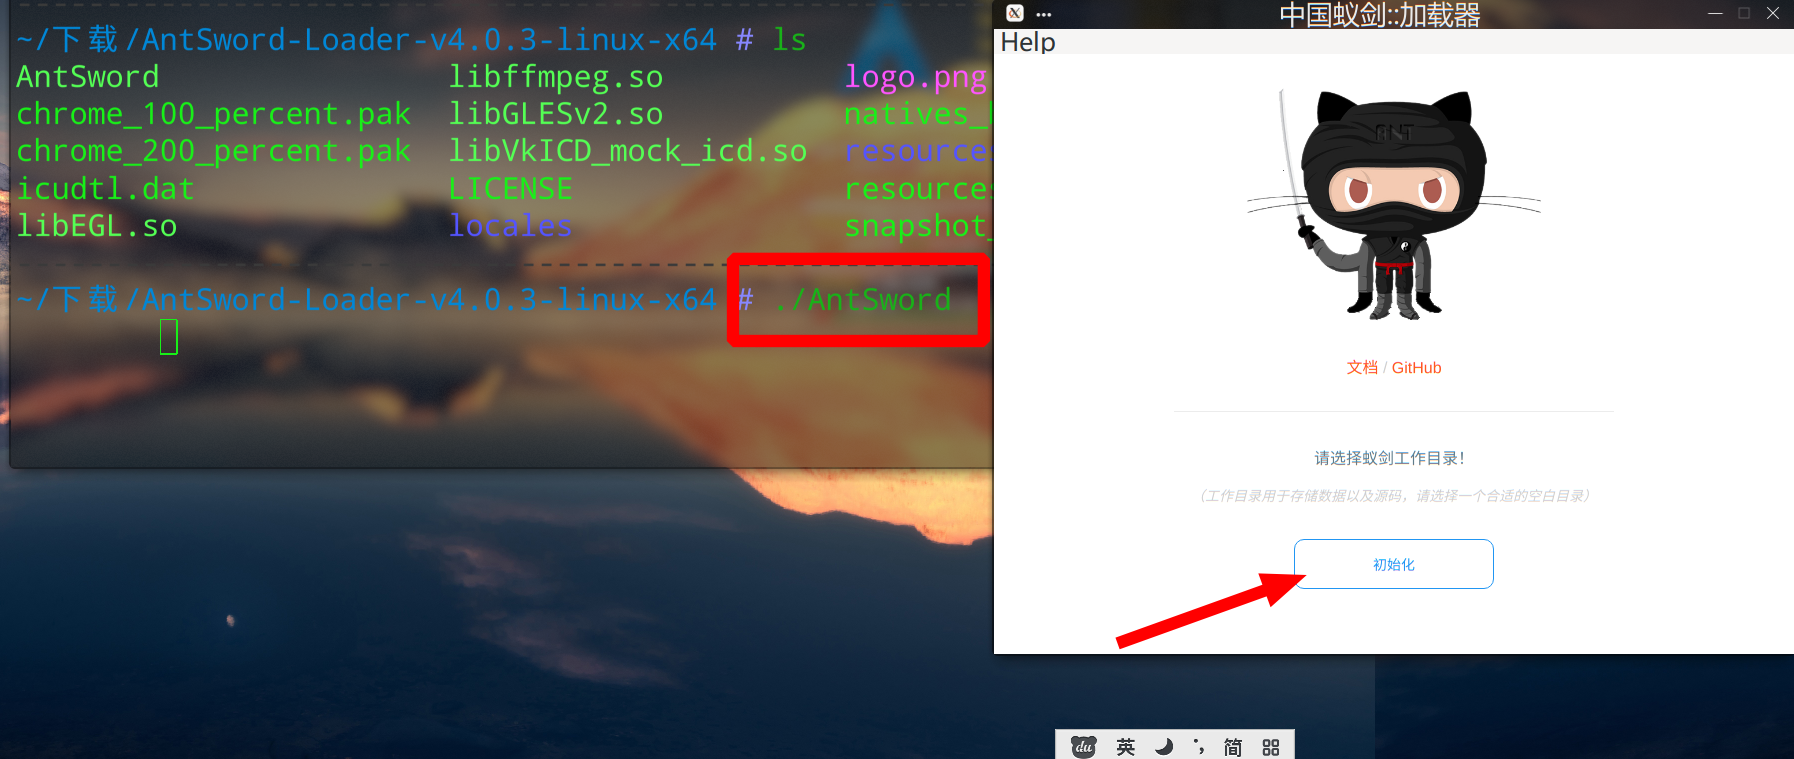 ~/下载/AntSword-Loader-v4.0.3-linux-x64 # ls
AntSword libffmpeg.so logo.png
chrome_100_percent.pak libGLESv2.so natives_
chrome_200_percent.pak libVkICD_mock_icd.so resource
icudtl.dat LICENSE resource
libEGL.so locales snapshot_
~/下载/AntSword-Loader-v4.0.3-linux-x64 # ./AntSword
中国蚁剑::加载器
Help
ANT
文档 / GitHub
请选择蚁剑工作目录！
（工作目录用于存储数据以及源码，请选择一个合适的空白目录）
初始化
du 英 简